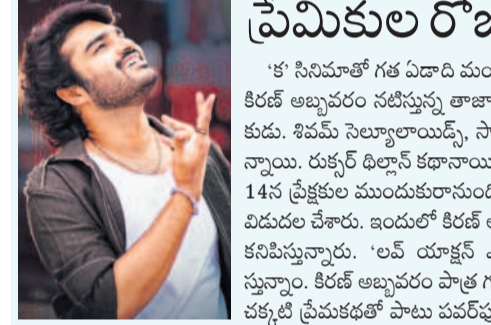 ప్రేమికుల రోజ
‘క’ సినిమాతో గత ఏడాది మం
కిరణ్ అబ్బవరం నటిస్తున్న తాజా
కుడు. శివమ్ సెల్యూలాయిడ్స్, సా
న్నాయి. రుక్సర్ థిల్లాన్ కథానాయి
14న ప్రేక్షకుల ముందుకురానుంది
విడుదల చేశారు. ఇందులో కిరణ్ అ
కనిపిస్తున్నారు. ‘లవ్ యాక్షన్
స్తున్నాం. కిరణ్ అబ్బవరం పాత్ర గ
చక్కటి ప్రేమకథతో పాటు పవర్‌ఫు